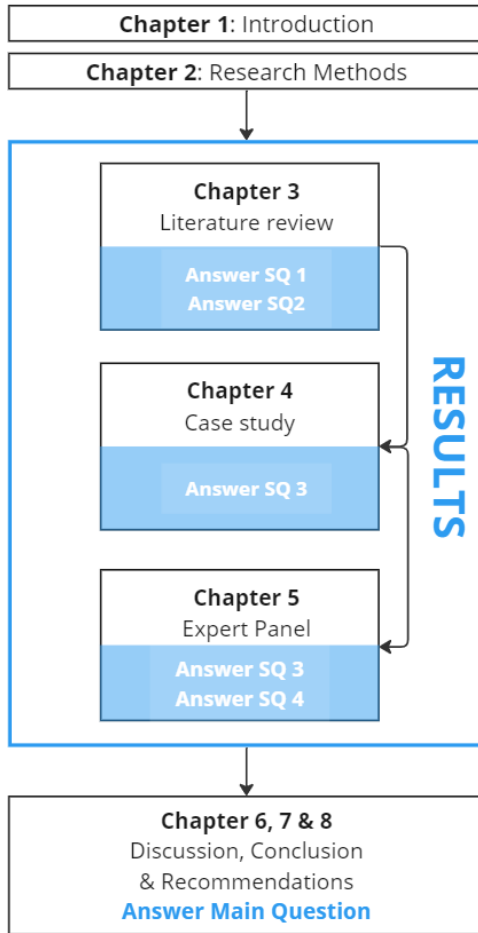 Chapter 1: Introduction
Chapter 2: Research Methods
Chapter 3
Literature review
Answer SQ 1
Answer SQ2
Chapter 4
Case study
Answer SQ 3
Chapter 5
Expert Panel
Answer SQ 3
Answer SQ 4
RESULTS
Chapter 6, 7 & 8
Discussion, Conclusion
& Recommendations
Answer Main Question